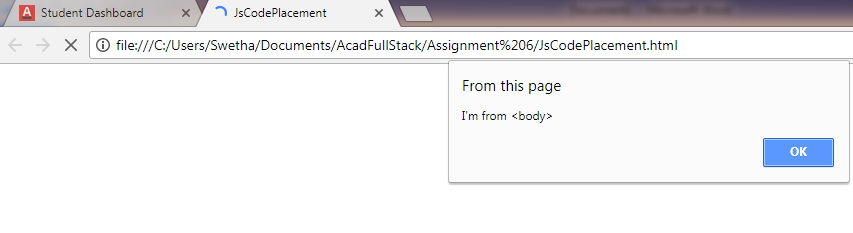 Student Dashboard
JsCodePlacement
file:///C:/Users/Swetha/Documents/AcadFullStack/Assignment%206/JsCodePlacement.html
From this page
I'm from <body>
OK